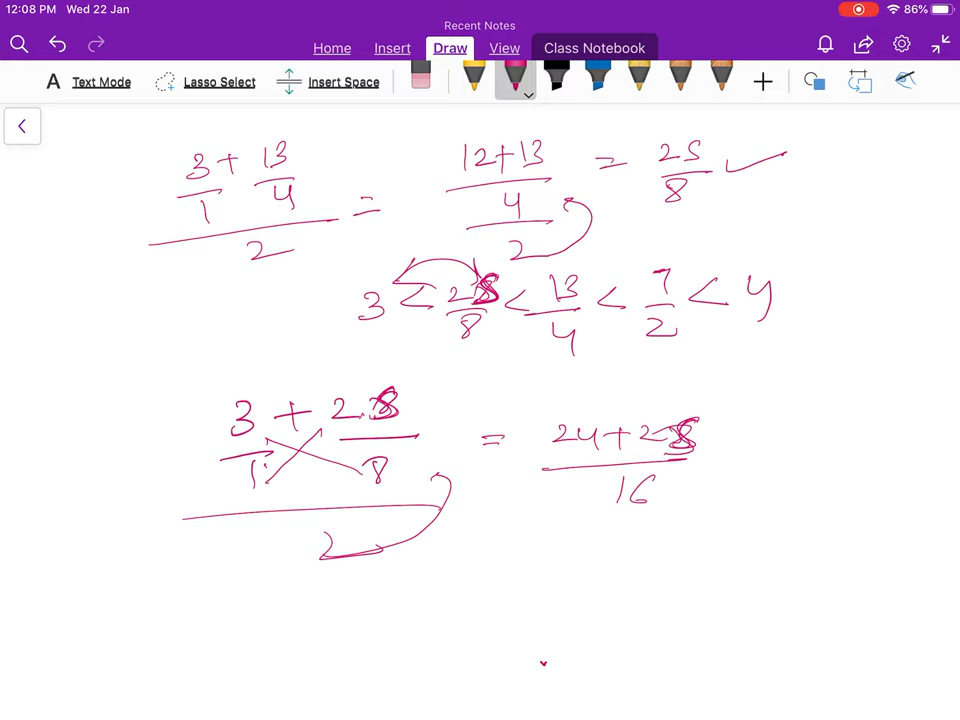 12:08 PM Wed 22 Jan 86%
Recent Notes
Home Insert Draw View Class Notebook
A Text Mode Lasso Select Insert Space
3/1 + 13/4 / 2 = 12+13 / 4 / 2 = 25/8
3 < 25/8 < 13/4 < 7/2 < 4
3/1 + 25/8 / 2 = 24+25 / 16